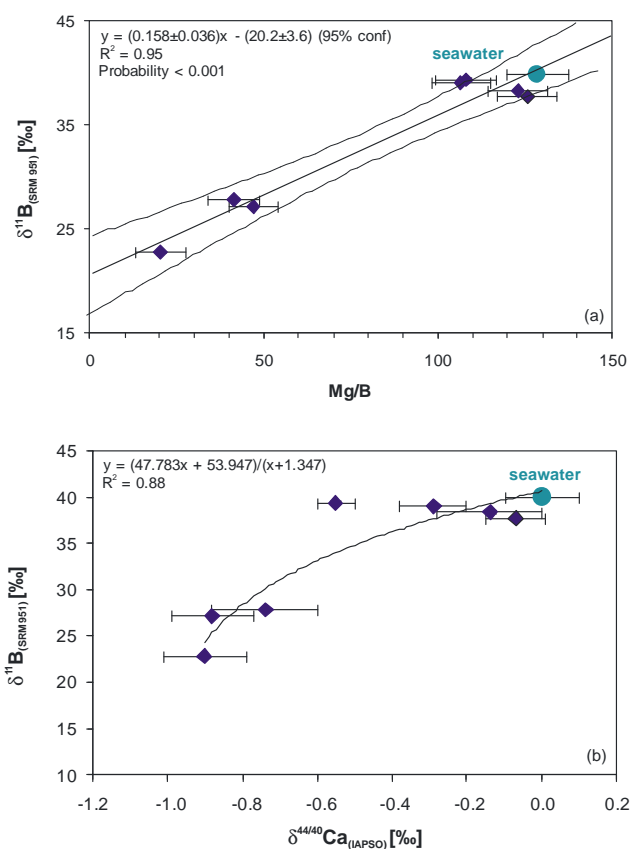 y = (0.158±0.036)x - (20.2±3.6) (95% conf)
R² = 0.95
Probability < 0.001
seawater
45
35
25
15
δ¹¹B(SRM 951) [‰]
0
50
100
150
(a)
Mg/B
y = (47.783x + 53.947)/(x+1.347)
R² = 0.88
seawater
45
40
35
30
25
20
15
10
δ¹¹B(SRM951) [‰]
(b)
-1.2
-1.0
-0.8
-0.6
-0.4
-0.2
0.0
0.2
δ⁴⁴/⁴⁰Ca(IAPSO) [‰]